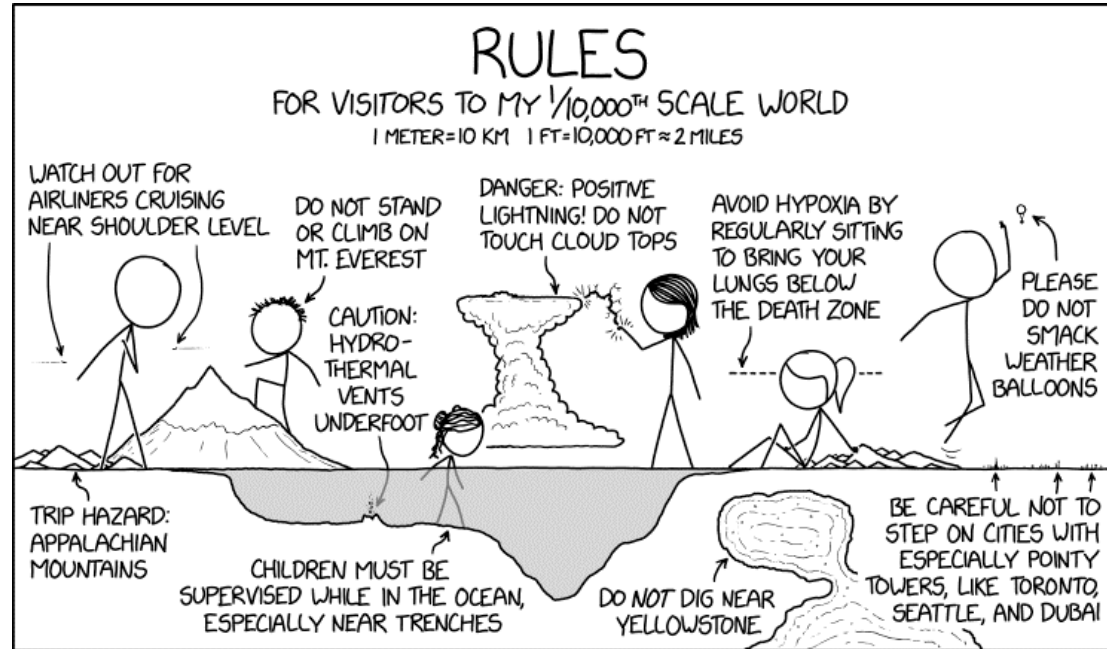 RULES
FOR VISITORS TO MY 1/10,000TH SCALE WORLD
1 METER=10 KM 1 FT=10,000 FT≈2 MILES
WATCH OUT FOR
AIRLINERS CRUISING
NEAR SHOULDER LEVEL
DO NOT STAND
OR CLIMB ON
MT. EVEREST
CAUTION:
HYDRO-
THERMAL
VENTS
UNDERFOOT
DANGER: POSITIVE
LIGHTNING! DO NOT
TOUCH CLOUD TOPS
AVOID HYPOXIA BY
REGULARLY SITTING
TO BRING YOUR
LUNGS BELOW
THE DEATH ZONE
PLEASE
DO NOT
SMACK
WEATHER
BALLOONS
TRIP HAZARD:
APPALACHIAN
MOUNTAINS
CHILDREN MUST BE
SUPERVISED WHILE IN THE OCEAN,
ESPECIALLY NEAR TRENCHES
DO NOT DIG NEAR
YELLOWSTONE
BE CAREFUL NOT TO
STEP ON CITIES WITH
ESPECIALLY POINTY
TOWERS, LIKE TORONTO,
SEATTLE, AND DUBAI